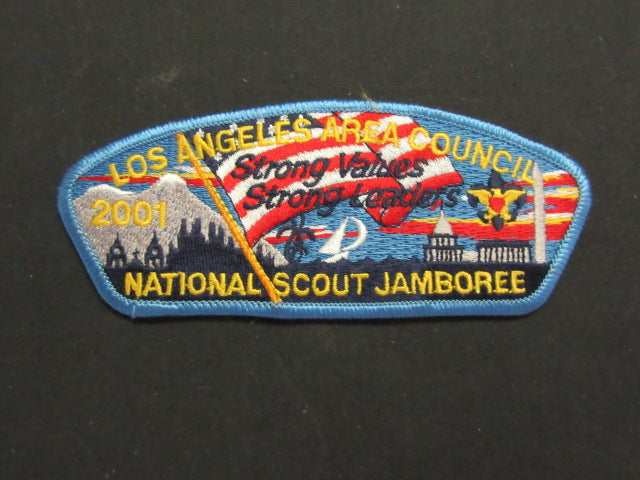 LOS ANGELES AREA COUNCIL
Strong Values
Strong Leaders
2001
NATIONAL SCOUT JAMBOREE